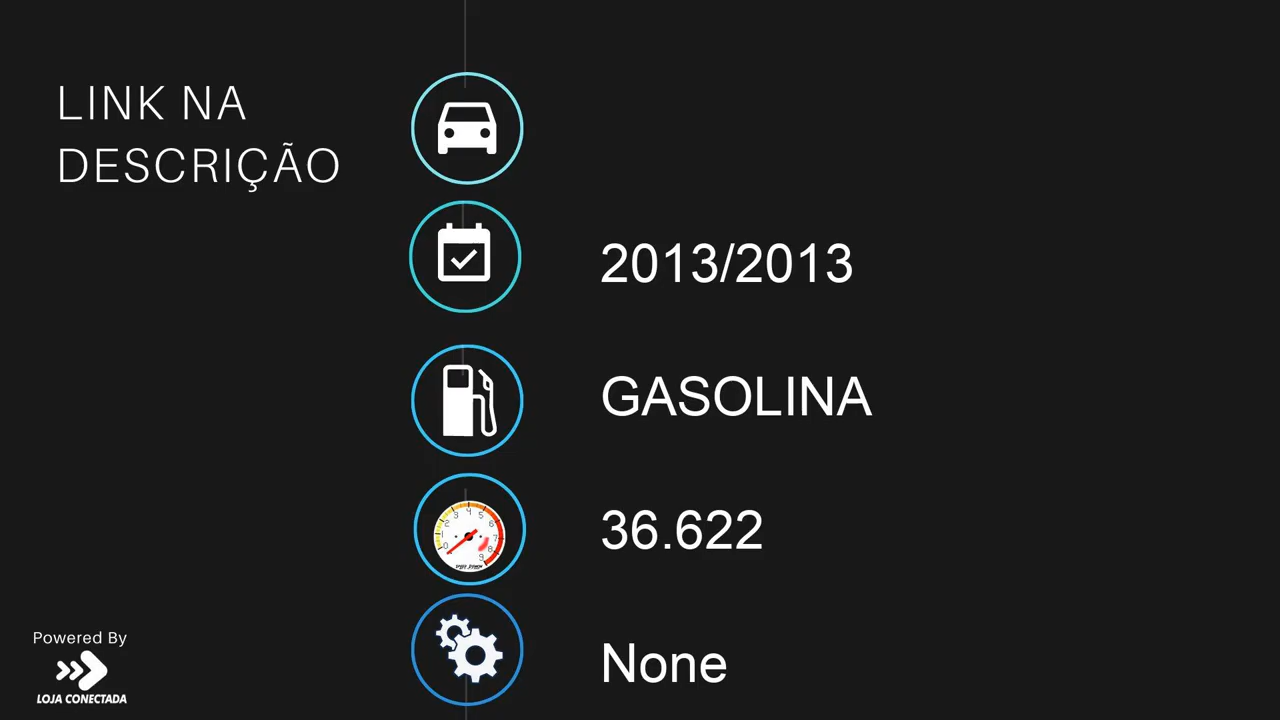 LINK NA
DESCRIÇÃO
2013/2013
GASOLINA
36.622
None
Powered By
LOJA CONECTADA